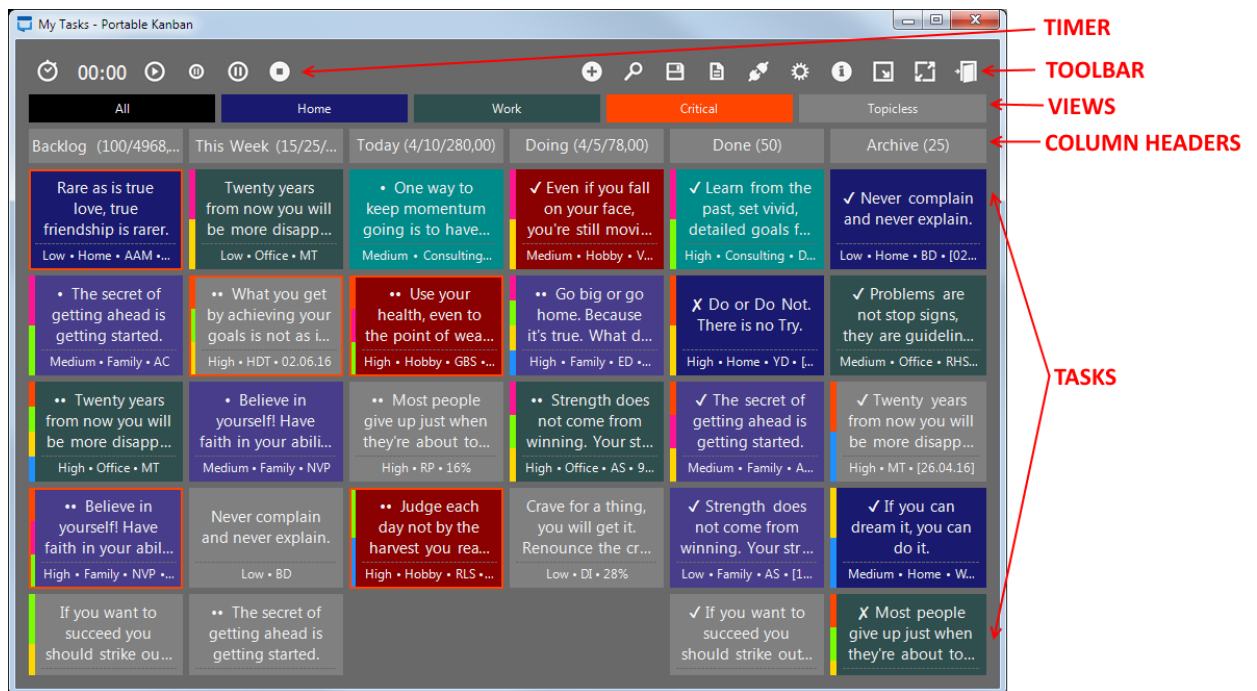 My Tasks - Portable Kanban
TIMER
00:00
TOOLBAR
All
Home
Work
Critical
Topicless
VIEWS
Backlog (100/4968,...
This Week (15/25/...
Today (4/10/280,00)
Doing (4/5/78,00)
Done (50)
Archive (25)
COLUMN HEADERS
Rare as is true
love, true
friendship is rarer.
Low • Home • AAM •...
Twenty years
from now you will
be more disapp...
Low • Office • MT
• One way to
keep momentum
going is to have...
Medium • Consulting...
✓ Even if you fall
on your face,
you're still movi...
Medium • Hobby • V...
✓ Learn from the
past, set vivid,
detailed goals f...
High • Consulting • D...
✓ Never complain
and never explain.
Low • Home • BD • [02...
• The secret of
getting ahead is
getting started.
Medium • Family • AC
•• What you get
by achieving your
goals is not as i...
High • HDT • 02.06.16
•• Use your
health, even to
the point of wea...
High • Hobby • GBS •...
•• Go big or go
home. Because
it's true. What d...
High • Family • ED •...
✗ Do or Do Not.
There is no Try.
High • Home • YD • [...
✓ Problems are
not stop signs,
they are guidelin...
Medium • Office • RHS...
TASKS
•• Twenty years
from now you will
be more disapp...
High • Office • MT
• Believe in
yourself! Have
faith in your abili...
Medium • Family • NVP
•• Most people
give up just when
they're about to...
High • RP • 16%
•• Strength does
not come from
winning. Your st...
High • Office • AS • 9...
✓ The secret of
getting ahead is
getting started.
Medium • Family • A...
✓ Twenty years
from now you will
be more disapp...
High • MT • [26.04.16]
•• Believe in
yourself! Have
faith in your abil...
High • Family • NVP •...
Never complain
and never explain.
Low • BD
•• Judge each
day not by the
harvest you rea...
High • Hobby • RLS •...
Crave for a thing,
you will get it.
Renounce the cr...
Low • DI • 28%
✓ Strength does
not come from
winning. Your str...
Low • Family • AS • [1...
✓ If you can
dream it, you can
do it.
Medium • Home • W...
If you want to
succeed you
should strike ou...
•• The secret of
getting ahead is
getting started.
✓ If you want to
succeed you
should strike out...
✗ Most people
give up just when
they're about to...